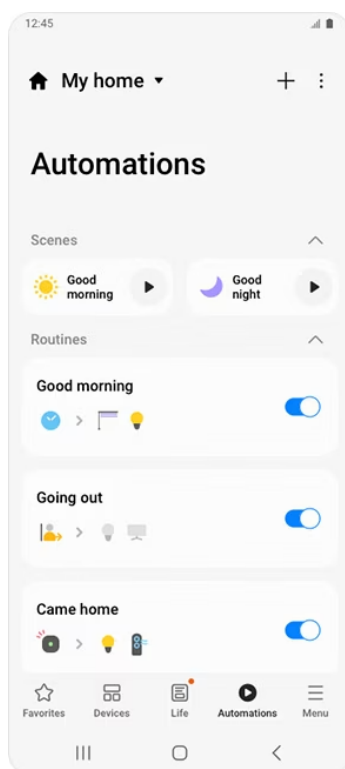 12:45
My home
Automations
Scenes
Good
morning
Good
night
Routines
Good morning
Going out
Came home
Favorites
Devices
Life
Automations
Menu